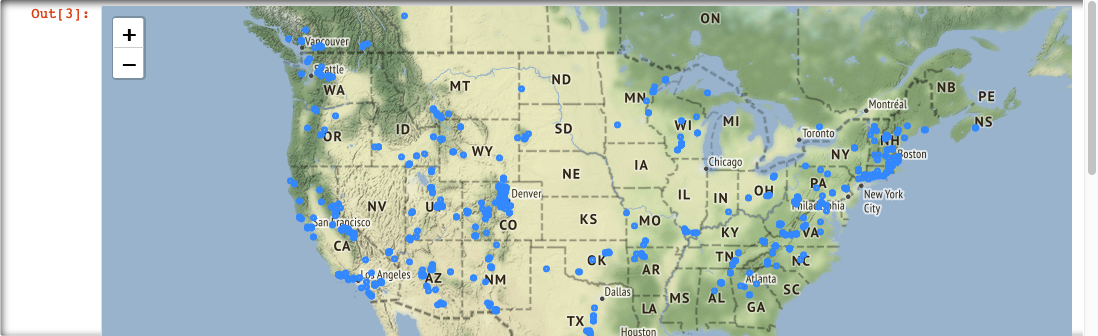 Out[3]:
+
−
ON
Vancouver
Seattle
WA
MT
ND
MN
NB
PE
NS
Montréal
OR
ID
SD
WI
MI
Toronto
NH
Boston
NY
WY
NE
IA
Chicago
PA
New York
City
Philadelphia
NV
Denver
CO
KS
MO
IL
IN
OH
KY
VA
San Francisco
CA
Los Angeles
AZ
NM
OK
AR
TN
NC
Atlanta
SC
Dallas
TX
LA
MS
AL
GA
Houston